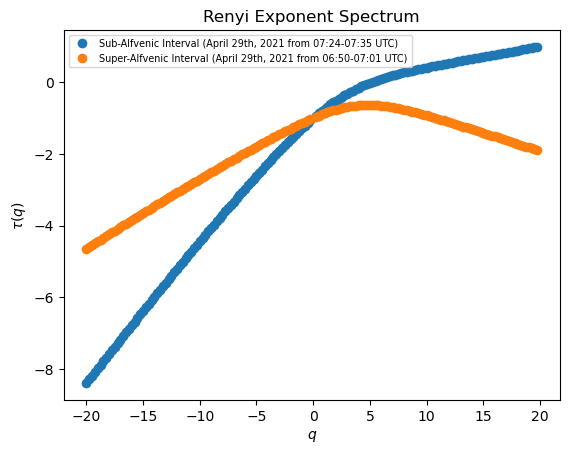 Renyi Exponent Spectrum
Sub-Alfvenic Interval (April 29th, 2021 from 07:24-07:35 UTC)
Super-Alfvenic Interval (April 29th, 2021 from 06:50-07:01 UTC)
0
−2
−4
−6
−8
τ(q)
−20 −15 −10 −5 0 5 10 15 20
q